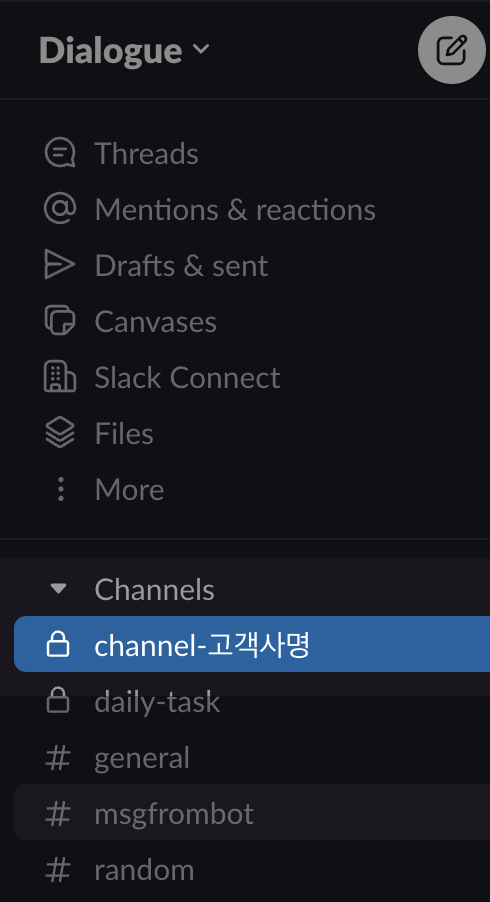 Dialogue
Threads
Mentions & reactions
Drafts & sent
Canvases
Slack Connect
Files
More
Channels
channel-고객사명
daily-task
# general
# msgfrombot
# random